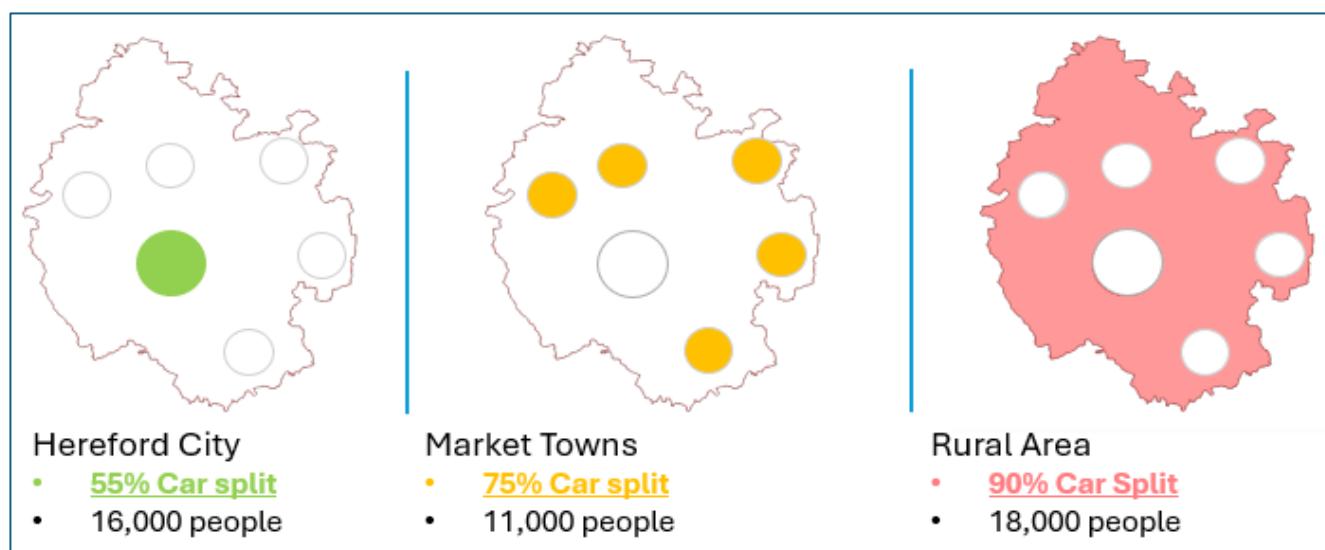 Hereford City
• 55% Car split
• 16,000 people
Market Towns
• 75% Car split
• 11,000 people
Rural Area
• 90% Car Split
• 18,000 people